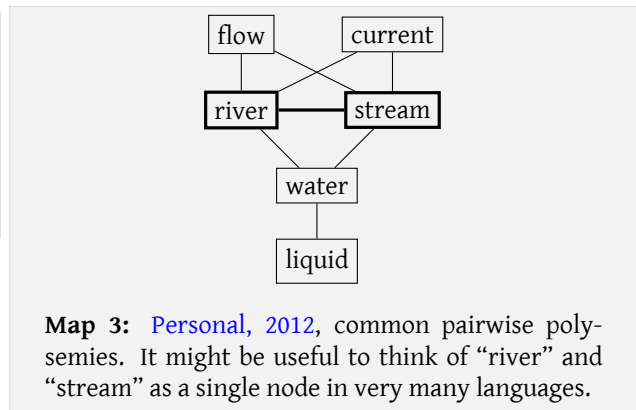 flow current
river stream
water
liquid
Map 3: Personal, 2012, common pairwise poly-
semies. It might be useful to think of “river” and
“stream” as a single node in very many languages.